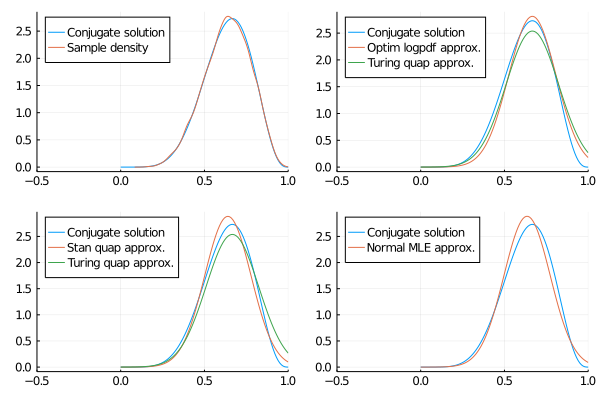 Conjugate solution
Sample density
2.5
2.0
1.5
1.0
0.5
0.0
−0.5 0.0 0.5 1.0
Conjugate solution
Optim logpdf approx.
Turing quap approx.
2.5
2.0
1.5
1.0
0.5
0.0
−0.5 0.0 0.5 1.0
Conjugate solution
Stan quap approx.
Turing quap approx.
2.5
2.0
1.5
1.0
0.5
0.0
−0.5 0.0 0.5 1.0
Conjugate solution
Normal MLE approx.
2.5
2.0
1.5
1.0
0.5
0.0
−0.5 0.0 0.5 1.0